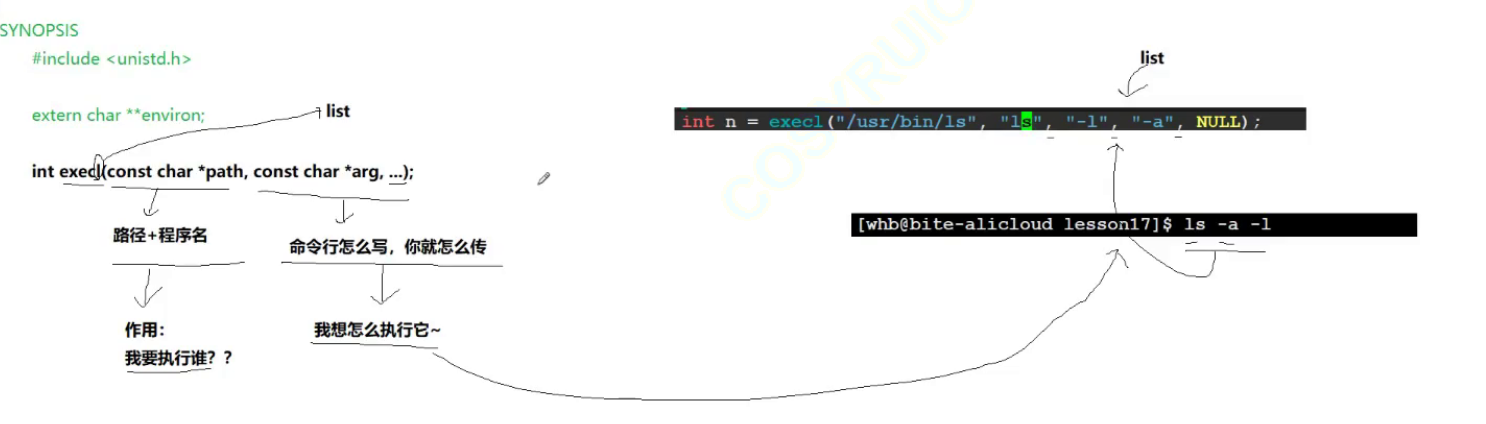 SYNOPSIS
#include <unistd.h>
extern char **environ;
list
int execl(const char *path, const char *arg, ...);
路径+程序名
命令行怎么写，你就怎么传
作用：
我要执行谁？？
我想怎么执行它~
list
int n = execl("/usr/bin/ls", "ls", "-l", "-a", NULL);
[whb@bite-alicloud lesson17]$ ls -a -l